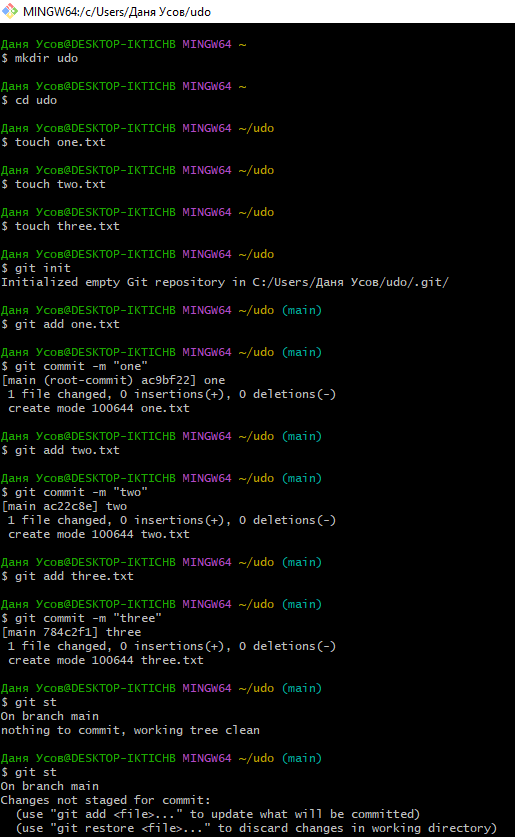 MINGW64:/c/Users/Даня Усов/udo
Даня Усов@DESKTOP-IKTICHB MINGW64 ~
$ mkdir udo
Даня Усов@DESKTOP-IKTICHB MINGW64 ~
$ cd udo
Даня Усов@DESKTOP-IKTICHB MINGW64 ~/udo
$ touch one.txt
Даня Усов@DESKTOP-IKTICHB MINGW64 ~/udo
$ touch two.txt
Даня Усов@DESKTOP-IKTICHB MINGW64 ~/udo
$ touch three.txt
Даня Усов@DESKTOP-IKTICHB MINGW64 ~/udo
$ git init
Initialized empty Git repository in C:/Users/Даня Усов/udo/.git/
Даня Усов@DESKTOP-IKTICHB MINGW64 ~/udo (main)
$ git add one.txt
Даня Усов@DESKTOP-IKTICHB MINGW64 ~/udo (main)
$ git commit -m "one"
[main (root-commit) ac9bf22] one
 1 file changed, 0 insertions(+), 0 deletions(-)
 create mode 100644 one.txt
Даня Усов@DESKTOP-IKTICHB MINGW64 ~/udo (main)
$ git add two.txt
Даня Усов@DESKTOP-IKTICHB MINGW64 ~/udo (main)
$ git commit -m "two"
[main ac22c8e] two
 1 file changed, 0 insertions(+), 0 deletions(-)
 create mode 100644 two.txt
Даня Усов@DESKTOP-IKTICHB MINGW64 ~/udo (main)
$ git add three.txt
Даня Усов@DESKTOP-IKTICHB MINGW64 ~/udo (main)
$ git commit -m "three"
[main 784c2f1] three
 1 file changed, 0 insertions(+), 0 deletions(-)
 create mode 100644 three.txt
Даня Усов@DESKTOP-IKTICHB MINGW64 ~/udo (main)
$ git st
On branch main
nothing to commit, working tree clean
Даня Усов@DESKTOP-IKTICHB MINGW64 ~/udo (main)
$ git st
On branch main
Changes not staged for commit:
  (use "git add <file>..." to update what will be committed)
  (use "git restore <file>..." to discard changes in working directory)